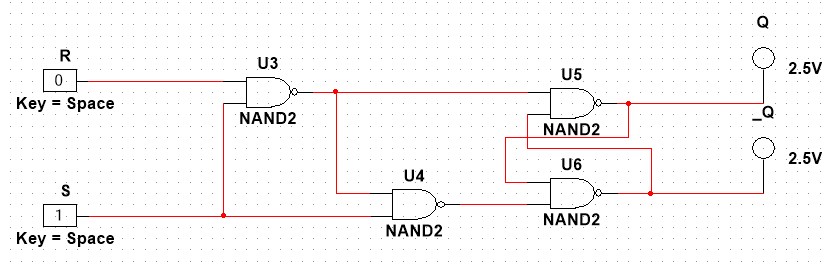 Q
R
U3
U5
2.5V
0
Key = Space
NAND2
NAND2
_Q
S
U4
U6
2.5V
1
Key = Space
NAND2
NAND2